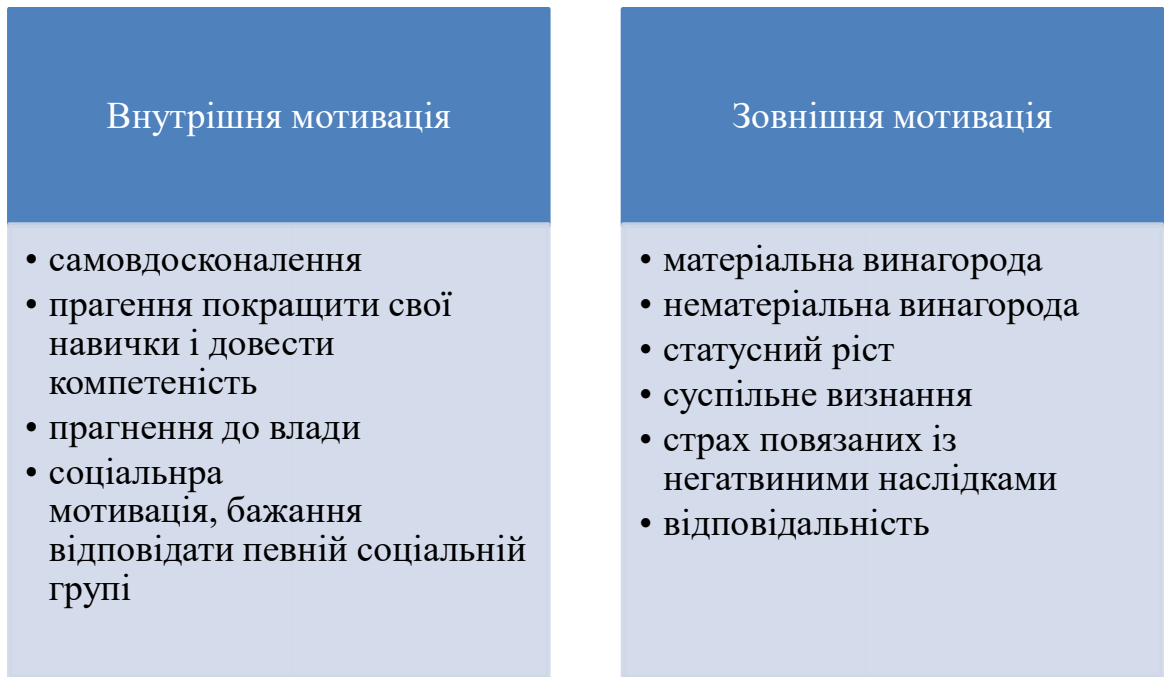 Внутрішня мотивація
• самовдосконалення
• прагення покращити свої
навички і довести
компетеність
• прагнення до влади
• соціальнра
мотивація, бажання
відповідати певній соціальній
групі
Зовнішня мотивація
• матеріальна винагорода
• нематеріальна винагорода
• статусний ріст
• суспільне визнання
• страх повязаних із
негатвиними наслідками
• відповідальність